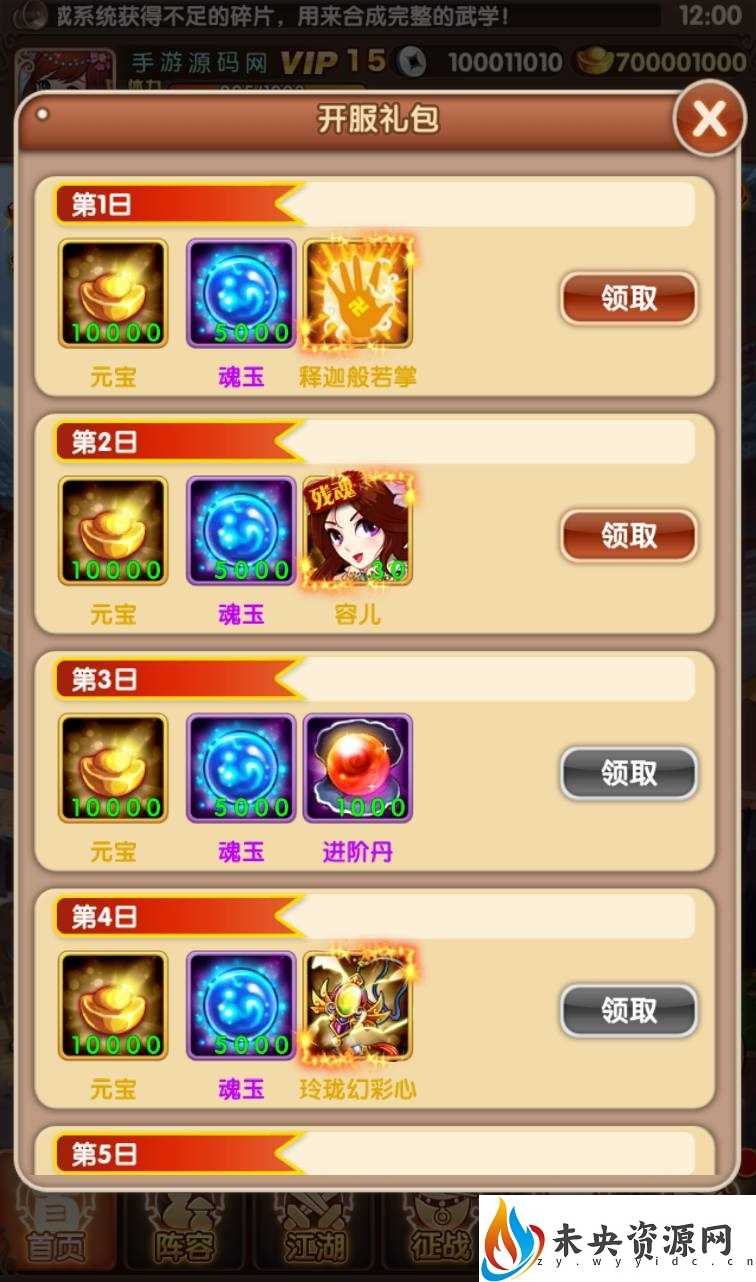 成系统获得不足的碎片，用来合成完整的武学！ 12:00
手游源码网 VIP 15 100011010 700001000
开服礼包
第1日
10000 5000
元宝 魂玉 释迦般若掌
领取
第2日
残魂
10000 5000 30
元宝 魂玉 容儿
领取
第3日
10000 5000 1000
元宝 魂玉 进阶丹
领取
第4日
10000 5000
元宝 魂玉 玲珑幻彩心
领取
第5日
首页 阵容 江湖 征战
未央资源网
zy.wyyidc.cn